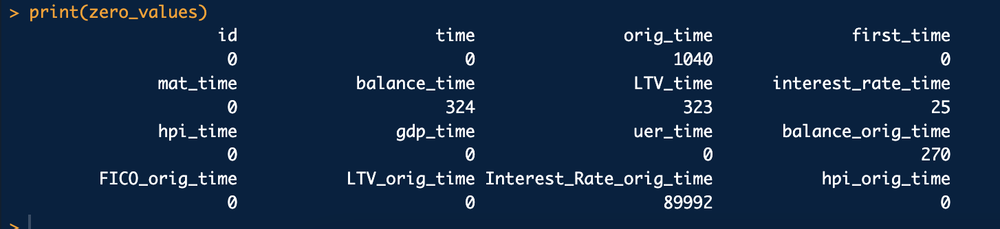 > print(zero_values)
id time orig_time first_time
0 0 1040 0
mat_time balance_time LTV_time interest_rate_time
0 324 323 25
hpi_time gdp_time uer_time balance_orig_time
0 0 0 270
FICO_orig_time LTV_orig_time Interest_Rate_orig_time hpi_orig_time
0 0 89992 0
>